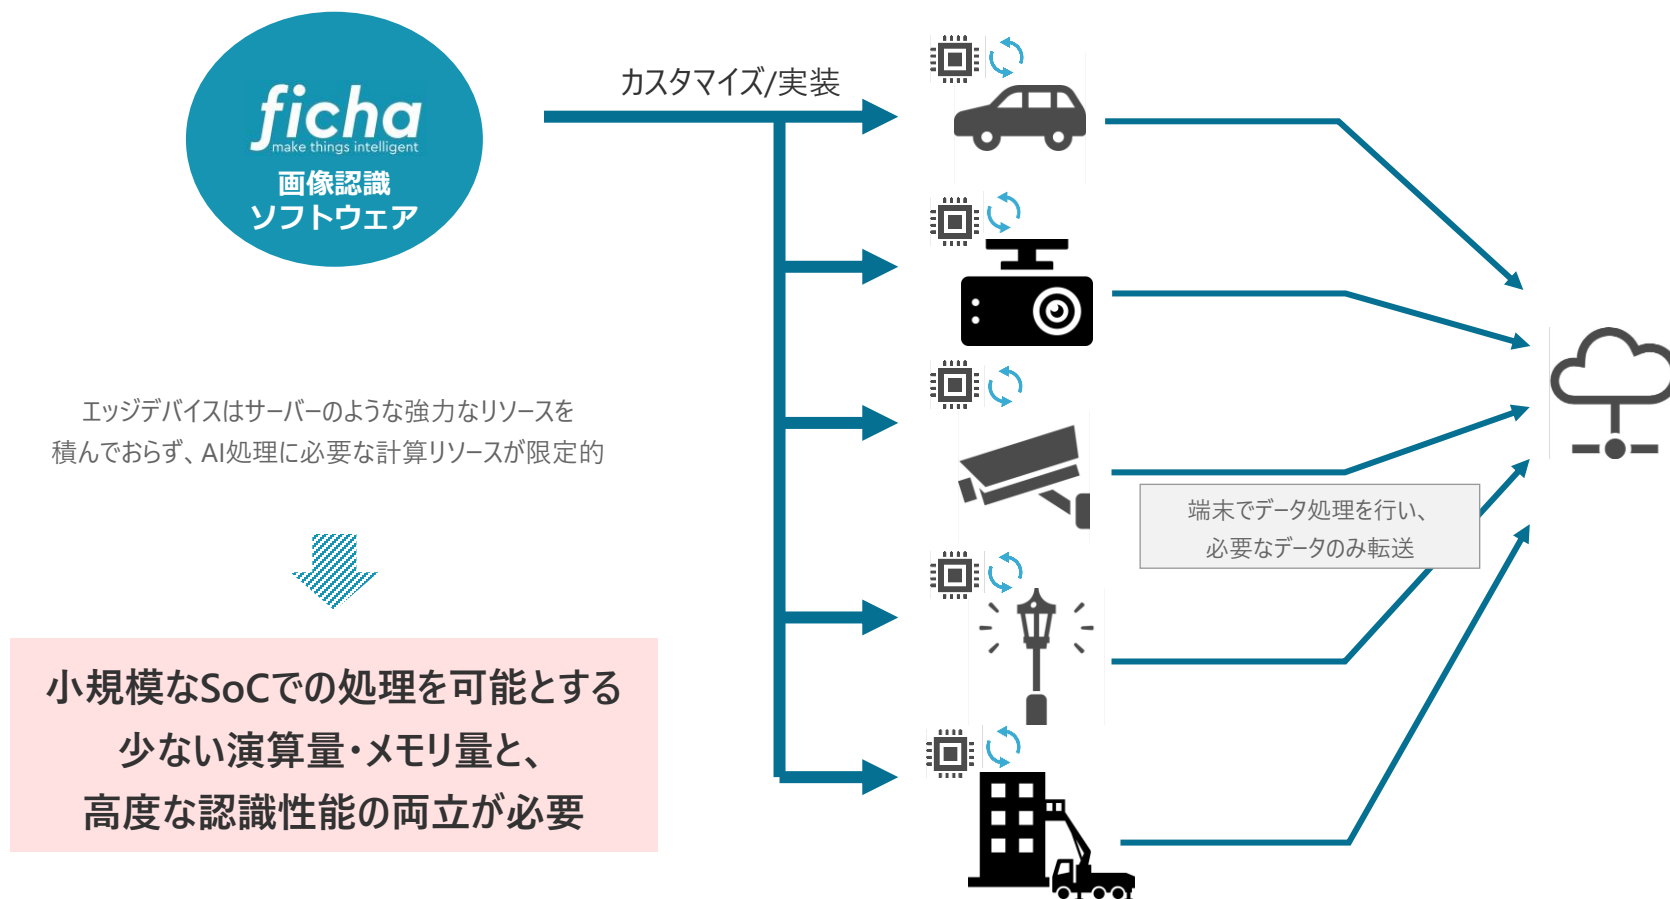 ficha
make things intelligent
画像認識
ソフトウェア
カスタマイズ/実装
エッジデバイスはサーバーのような強力なリソースを
積んでおらず、AI処理に必要な計算リソースが限定的
小規模なSoCでの処理を可能とする
少ない演算量・メモリ量と、
高度な認識性能の両立が必要
端末でデータ処理を行い、
必要なデータのみ転送